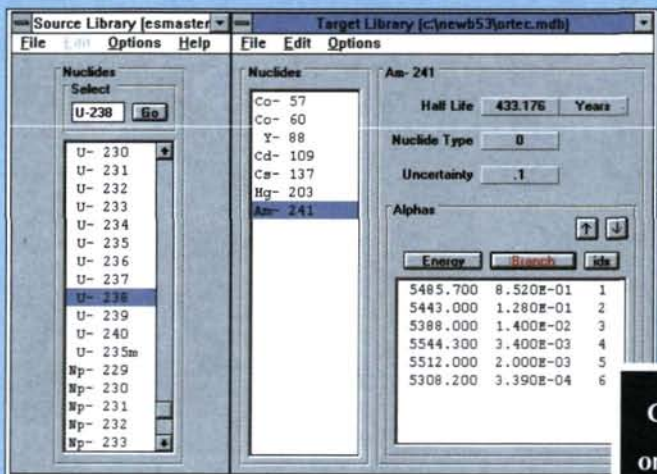 Source Library [esmaster
File Edit Options Help
Nuclides
Select
U-238 Go
U- 230
U- 231
U- 232
U- 233
U- 234
U- 235
U- 236
U- 237
U- 238
U- 239
U- 240
U- 235m
Np- 229
Np- 230
Np- 231
Np- 232
Np- 233
Target Library (c:\newb53\ortec.mdb)
File Edit Options
Nuclides
Co- 57
Co- 60
Y- 88
Cd- 109
Cs- 137
Hg- 203
Am- 241
Am- 241
Half Life 433.176 Years
Nuclide Type 0
Uncertainty .1
Alphas
Energy Branch ids
5485.700 8.520E-01 1
5443.000 1.280E-01 2
5388.000 1.400E-02 3
5544.300 3.400E-03 4
5512.000 2.000E-03 5
5308.200 3.390E-04 6